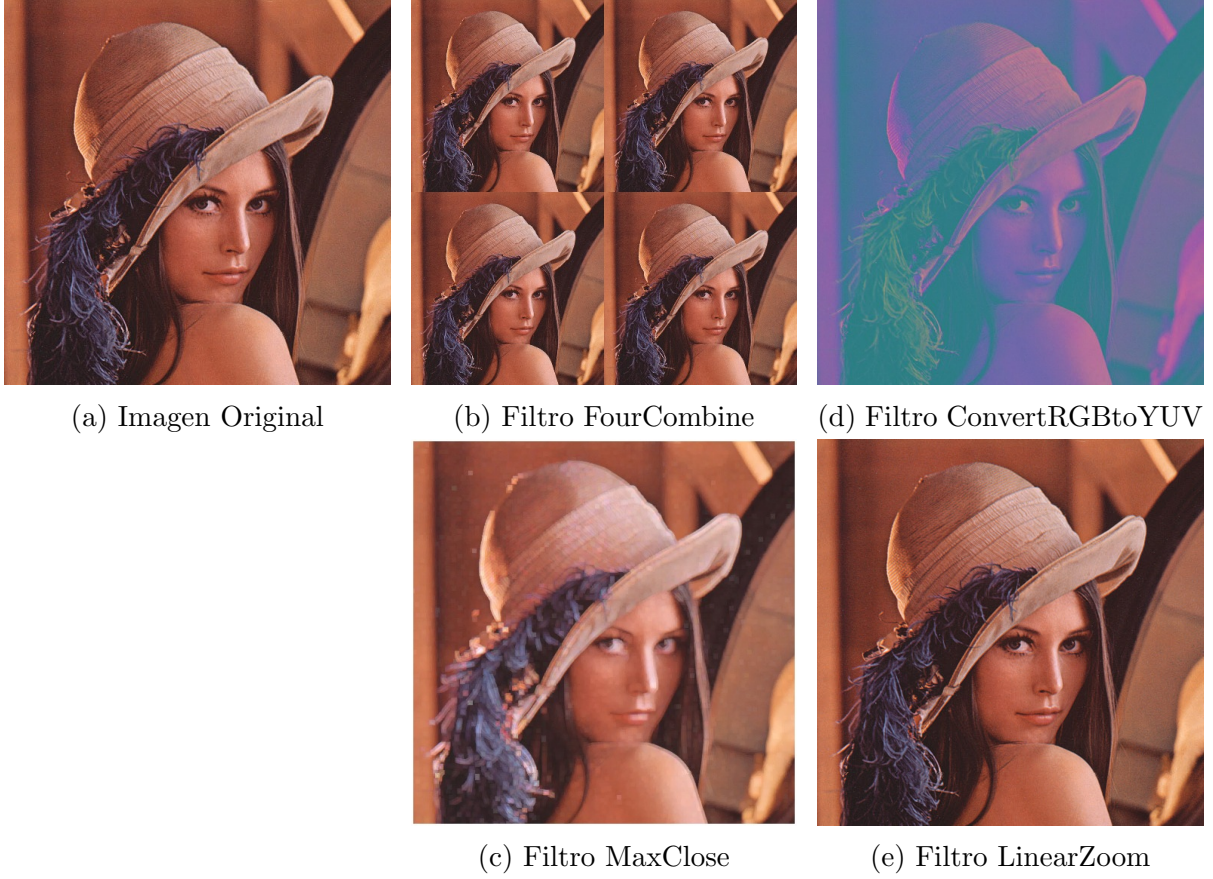 (a) Imagen Original
(b) Filtro FourCombine
(d) Filtro ConvertRGBtoYUV
(c) Filtro MaxClose
(e) Filtro LinearZoom